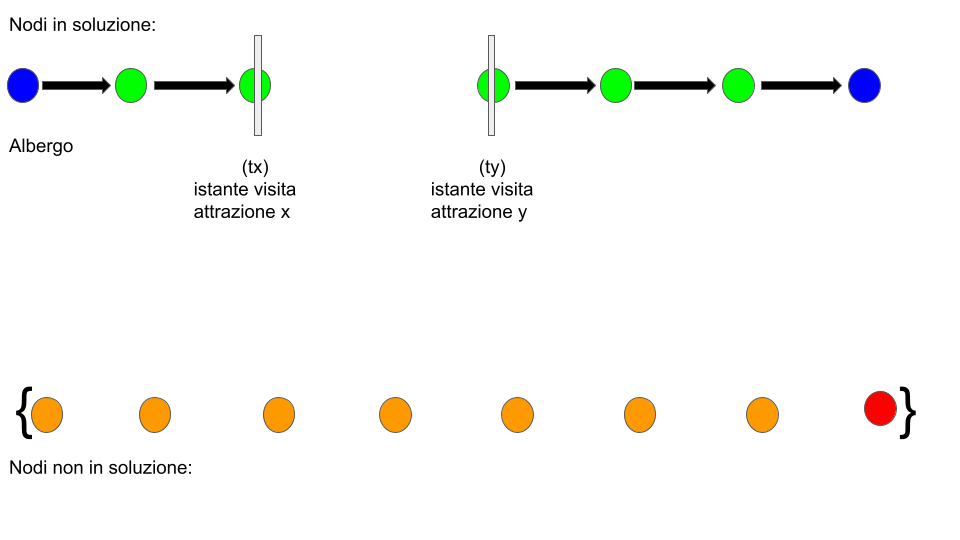 Nodi in soluzione:
Albergo
(tx)
istante visita
attrazione x
(ty)
istante visita
attrazione y
{ }
Nodi non in soluzione: